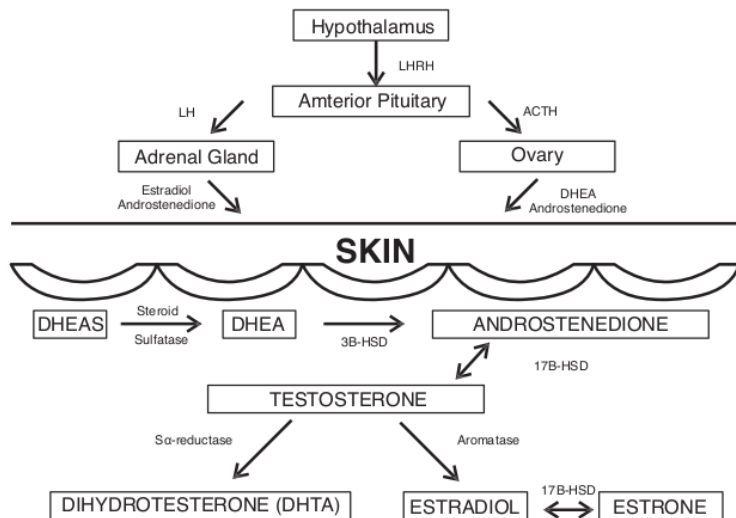 Hypothalamus
LHRH
Amterior Pituitary
LH
ACTH
Adrenal Gland
Ovary
Estradiol
Androstenedione
DHEA
Androstenedione
SKIN
DHEAS
Steroid
Sulfatase
DHEA
3B-HSD
ANDROSTENEDIONE
17B-HSD
TESTOSTERONE
Sα-reductase
Aromatase
DIHYDROTESTERONE (DHTA)
ESTRADIOL
17B-HSD
ESTRONE